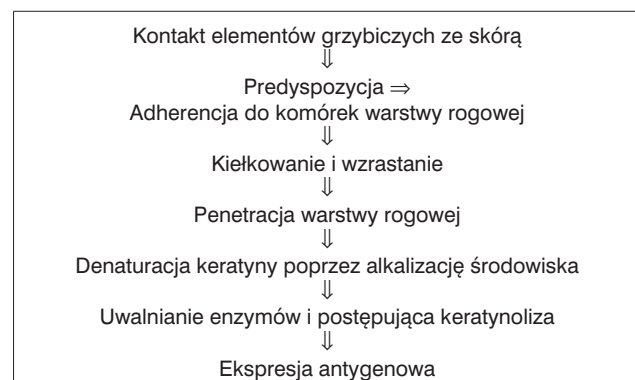 Kontakt elementów grzybiczych ze skórą
⇓
Predyspozycja ⇒
Adherencja do komórek warstwy rogowej
⇓
Kiełkowanie i wzrastanie
⇓
Penetracja warstwy rogowej
⇓
Denaturacja keratyny poprzez alkalizację środowiska
⇓
Uwalnianie enzymów i postępująca keratynoliza
⇓
Ekspresja antygenowa